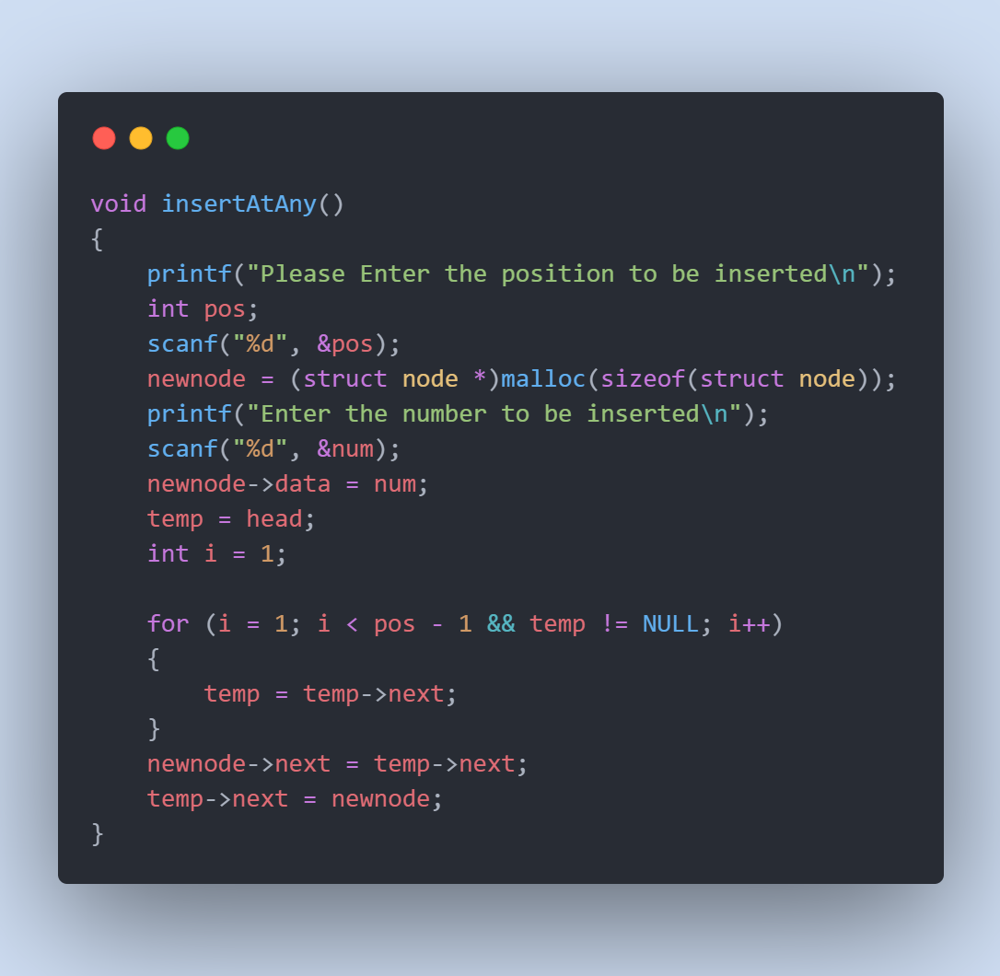 void insertAtAny()
{
    printf("Please Enter the position to be inserted\n");
    int pos;
    scanf("%d", &pos);
    newnode = (struct node *)malloc(sizeof(struct node));
    printf("Enter the number to be inserted\n");
    scanf("%d", &num);
    newnode->data = num;
    temp = head;
    int i = 1;

    for (i = 1; i < pos - 1 && temp != NULL; i++)
    {
        temp = temp->next;
    }
    newnode->next = temp->next;
    temp->next = newnode;
}